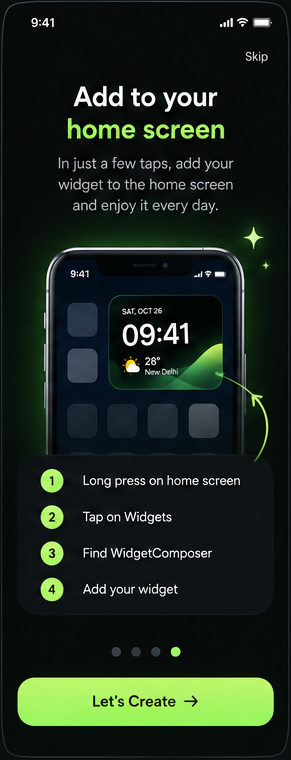 9:41
Skip
Add to your
home screen
In just a few taps, add your
widget to the home screen
and enjoy it every day.
9:41
SAT, OCT 26
09:41
28°
New Delhi
1 Long press on home screen
2 Tap on Widgets
3 Find WidgetComposer
4 Add your widget
Let's Create →